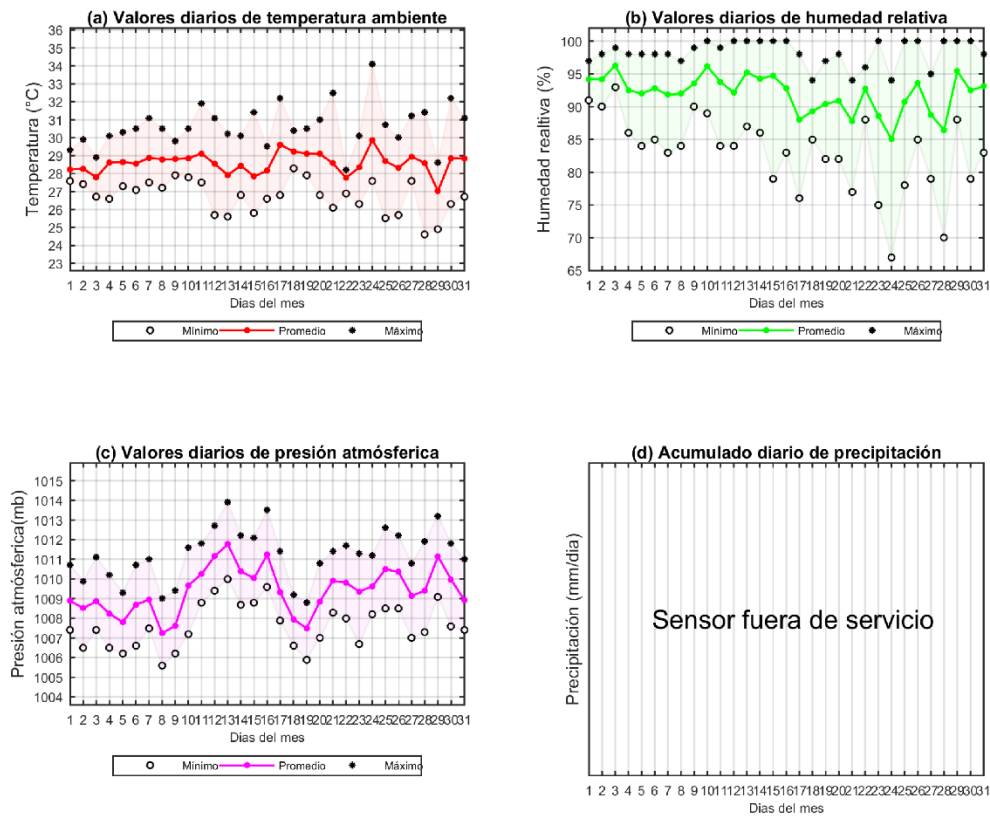 (a) Valores diarios de temperatura ambiente
Temperatura (°C)
36
35
34
33
32
31
30
29
28
27
26
25
24
23
1 2 3 4 5 6 7 8 9 10 11 12 13 14 15 16 17 18 19 20 21 22 23 24 25 26 27 28 29 30 31
Dias del mes
Mínimo Promedio Máximo
(b) Valores diarios de humedad relativa
Humedad realtiva (%)
100
95
90
85
80
75
70
65
1 2 3 4 5 6 7 8 9 10 11 12 13 14 15 16 17 18 19 20 21 22 23 24 25 26 27 28 29 30 31
Dias del mes
Mínimo Promedio Máximo
(c) Valores diarios de presión atmósferica
Presión atmósferica(mb)
1015
1014
1013
1012
1011
1010
1009
1008
1007
1006
1005
1004
1 2 3 4 5 6 7 8 9 10 11 12 13 14 15 16 17 18 19 20 21 22 23 24 25 26 27 28 29 30 31
Dias del mes
Mínimo Promedio Máximo
(d) Acumulado diario de precipitación
Precipitación (mm/dia)
Sensor fuera de servicio
1 2 3 4 5 6 7 8 9 10 11 12 13 14 15 16 17 18 19 20 21 22 23 24 25 26 27 28 29 30 31